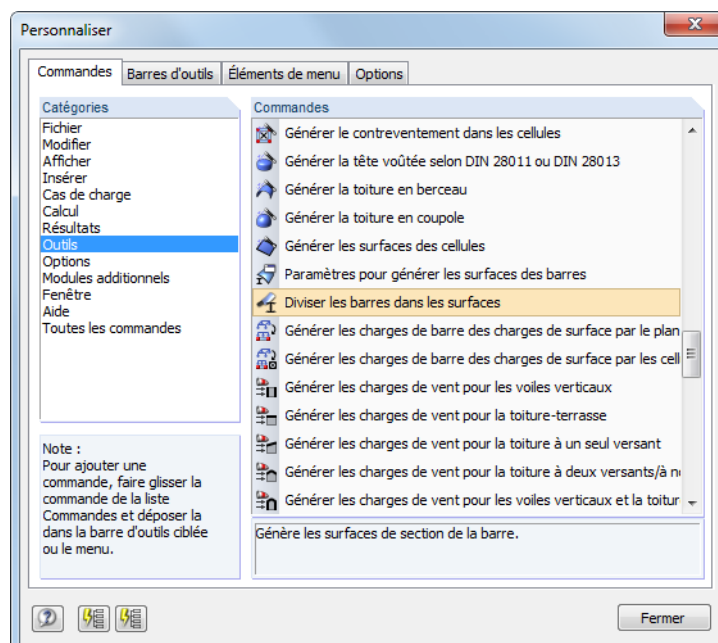 Personnaliser
Commandes
Barres d'outils
Éléments de menu
Options
Catégories
Fichier
Modifier
Afficher
Insérer
Cas de charge
Calcul
Résultats
Outils
Options
Modules additionnels
Fenêtre
Aide
Toutes les commandes
Note :
Pour ajouter une
commande, faire glisser la
commande de la liste
Commandes et déposer la
dans la barre d'outils ciblée
ou le menu.
Commandes
Générer le contreventement dans les cellules
Générer la tête voûtée selon DIN 28011 ou DIN 28013
Générer la toiture en berceau
Générer la toiture en coupole
Générer les surfaces des cellules
Paramètres pour générer les surfaces des barres
Diviser les barres dans les surfaces
Générer les charges de barre des charges de surface par le plan
Générer les charges de barre des charges de surface par les cell
Générer les charges de vent pour les voiles verticaux
Générer les charges de vent pour la toiture-terrasse
Générer les charges de vent pour la toiture à un seul versant
Générer les charges de vent pour la toiture à deux versants/à n
Générer les charges de vent pour les voiles verticaux et la toitur
Génère les surfaces de section de la barre.
Fermer